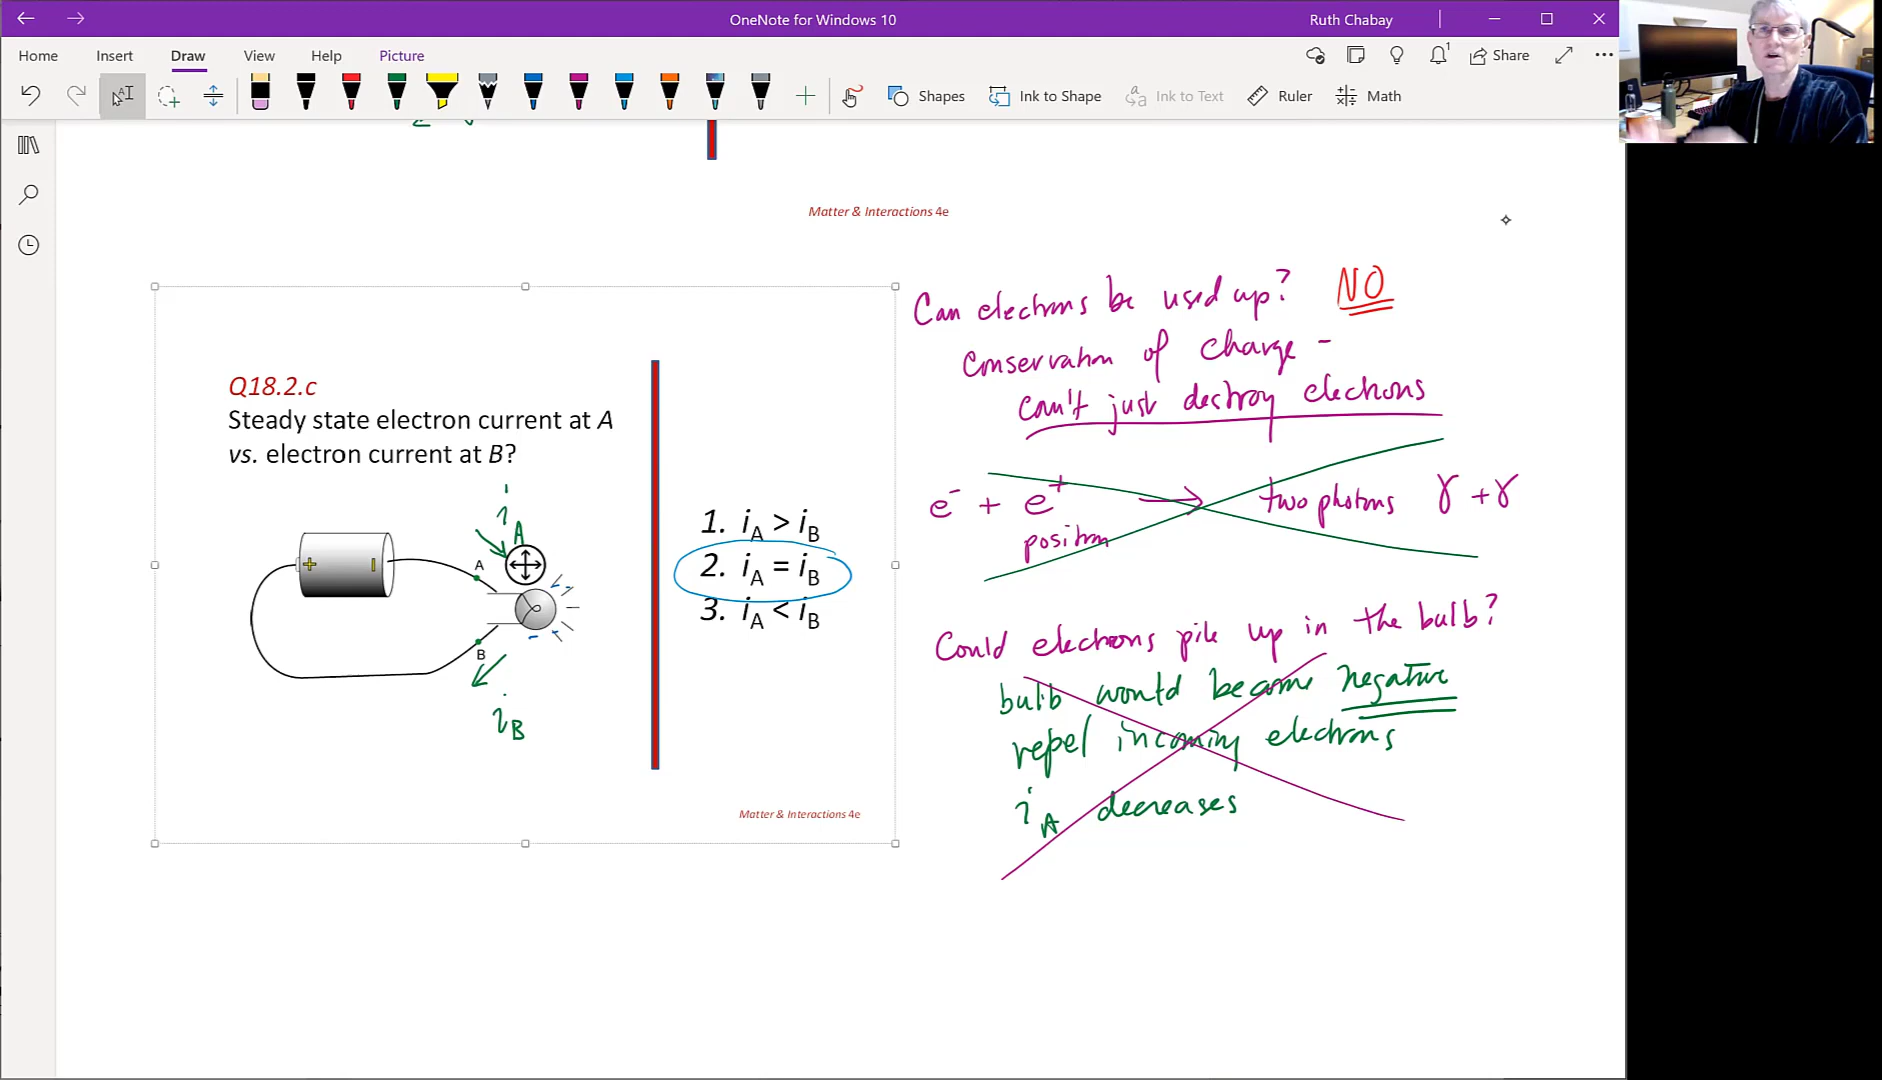 OneNote for Windows 10
Ruth Chabay
Home Insert Draw View Help Picture
Share
Shapes Ink to Shape Ink to Text Ruler Math
Matter & Interactions 4e
Q18.2.c
Steady state electron current at A
vs. electron current at B?
iA
+
A
B
iB
1. iA > iB
2. iA = iB
3. iA < iB
Matter & Interactions 4e
Can electrons be used up? NO
Conservation of charge -
can't just destroy electrons
e- + e+ → two photons γ + γ
positron
Could electrons pile up in the bulb?
bulb would become negative
repel incoming electrons
iA decreases